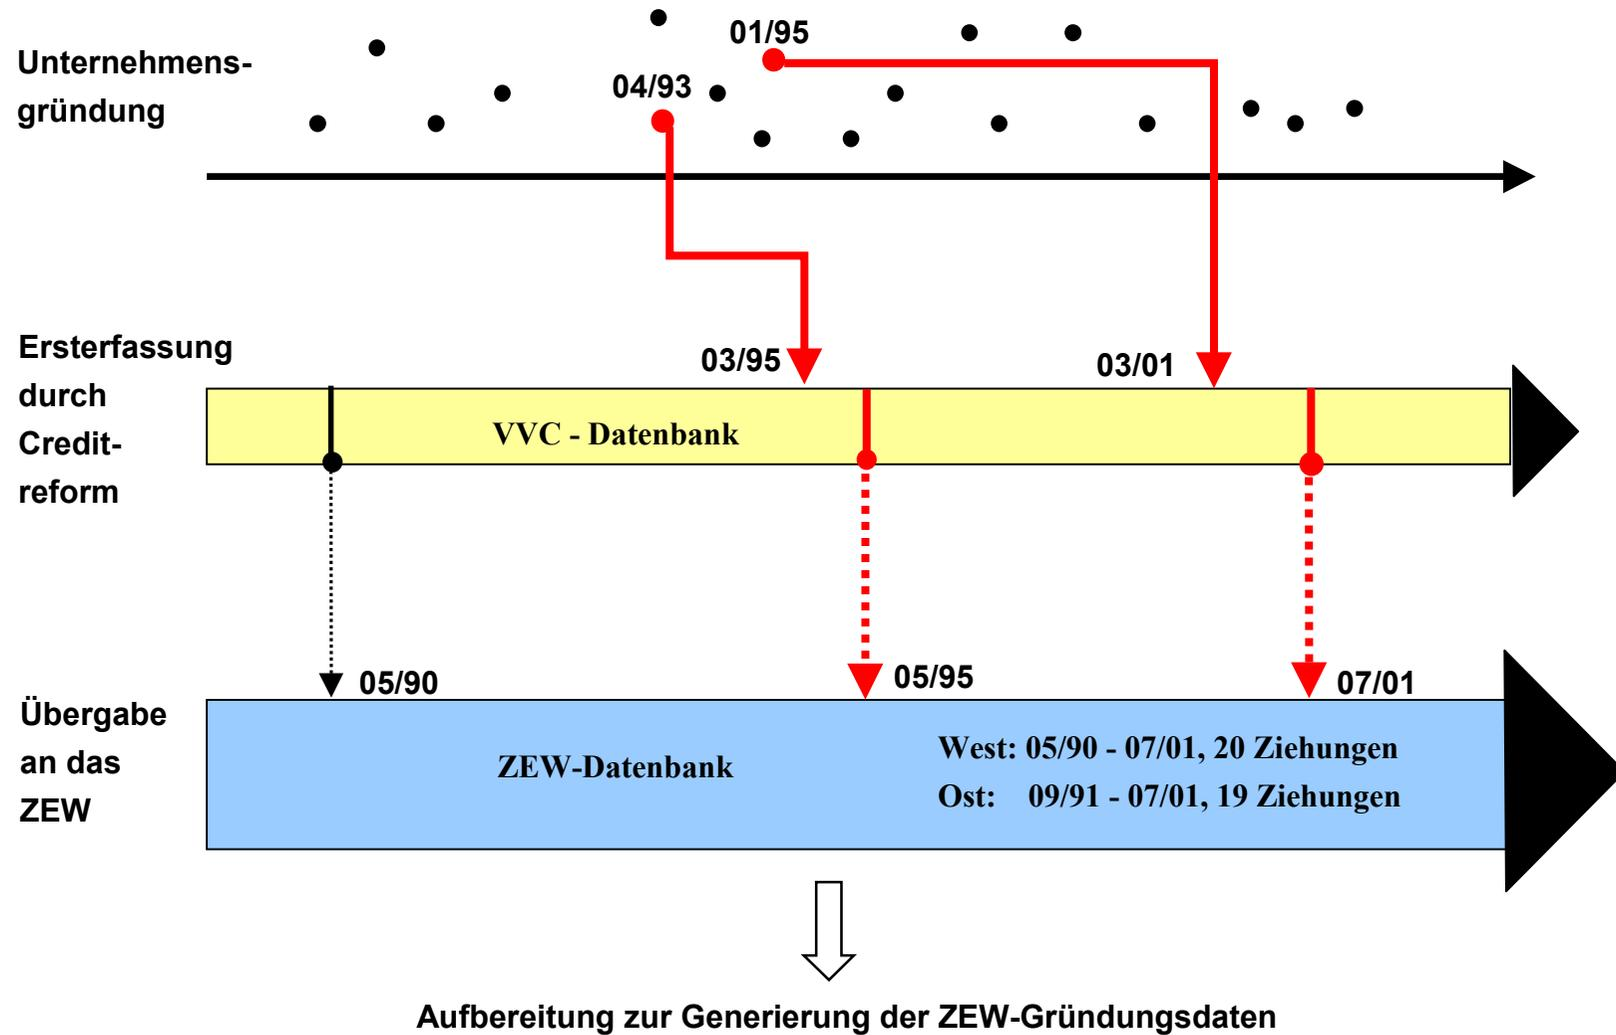 01/95
Unternehmens-
gründung
04/93
Ersterfassung
durch
Credit-
reform
03/95
03/01
VVC - Datenbank
05/90
05/95
07/01
Übergabe
an das
ZEW
ZEW-Datenbank
West: 05/90 - 07/01, 20 Ziehungen
Ost: 09/91 - 07/01, 19 Ziehungen
Aufbereitung zur Generierung der ZEW-Gründungsdaten